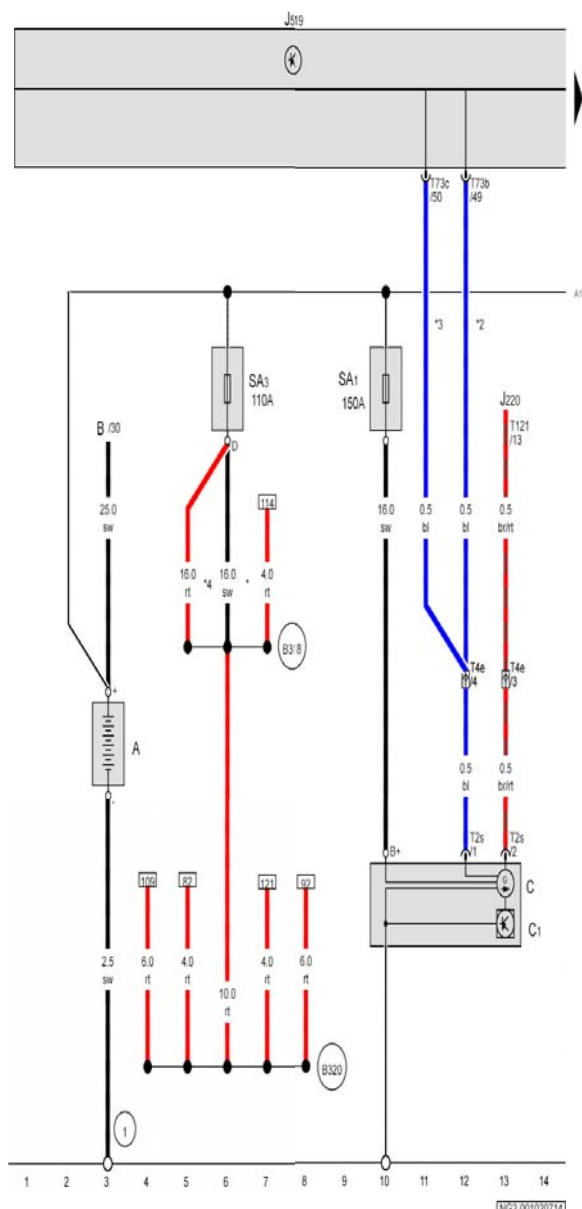 J519
T73c
/50
T73b
/49
*3
*2
SA3
110A
SA1
150A
J220
T121
/13
B /30
D
114
25.0
sw
16.0
rt
*4
16.0
sw
*
4.0
rt
16.0
sw
0.5
bl
0.5
bl
0.5
br/rt
B318
T4e
/4
T4e
/3
+
A
-
0.5
bl
0.5
br/rt
B+
T2s
/1
T2s
/2
G
C
C1
109
82
121
92
2.5
sw
6.0
rt
4.0
rt
10.0
rt
4.0
rt
6.0
rt
B320
1
1 2 3 4 5 6 7 8 9 10 11 12 13 14